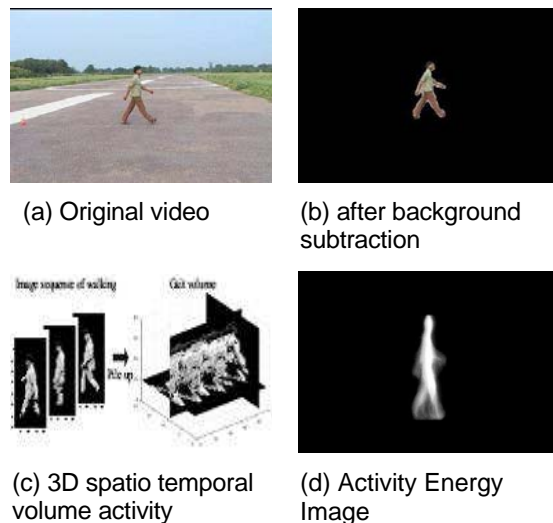 (a) Original video
(b) after background
subtraction
Image sequence of walking
Gait volume
Pile up
(c) 3D spatio temporal
volume activity
(d) Activity Energy
Image